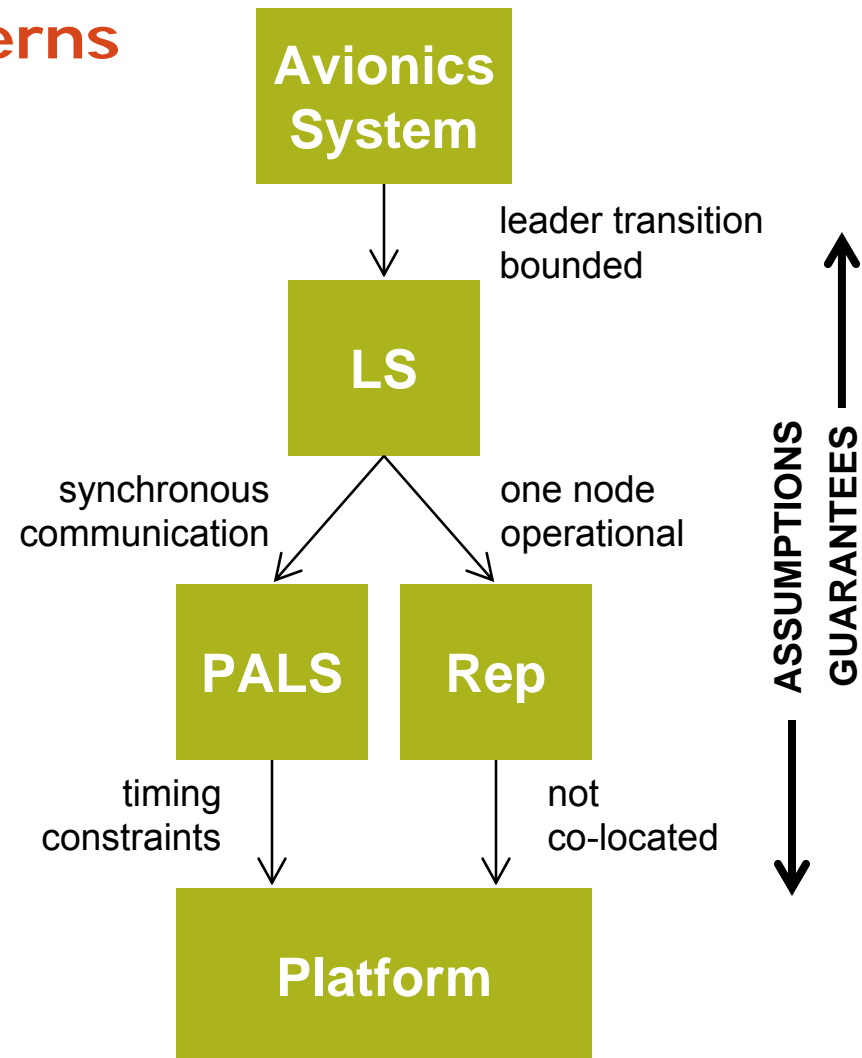 erns
Avionics
System
leader transition
bounded
LS
synchronous
communication
one node
operational
ASSUMPTIONS
GUARANTEES
PALS
Rep
timing
constraints
not
co-located
Platform